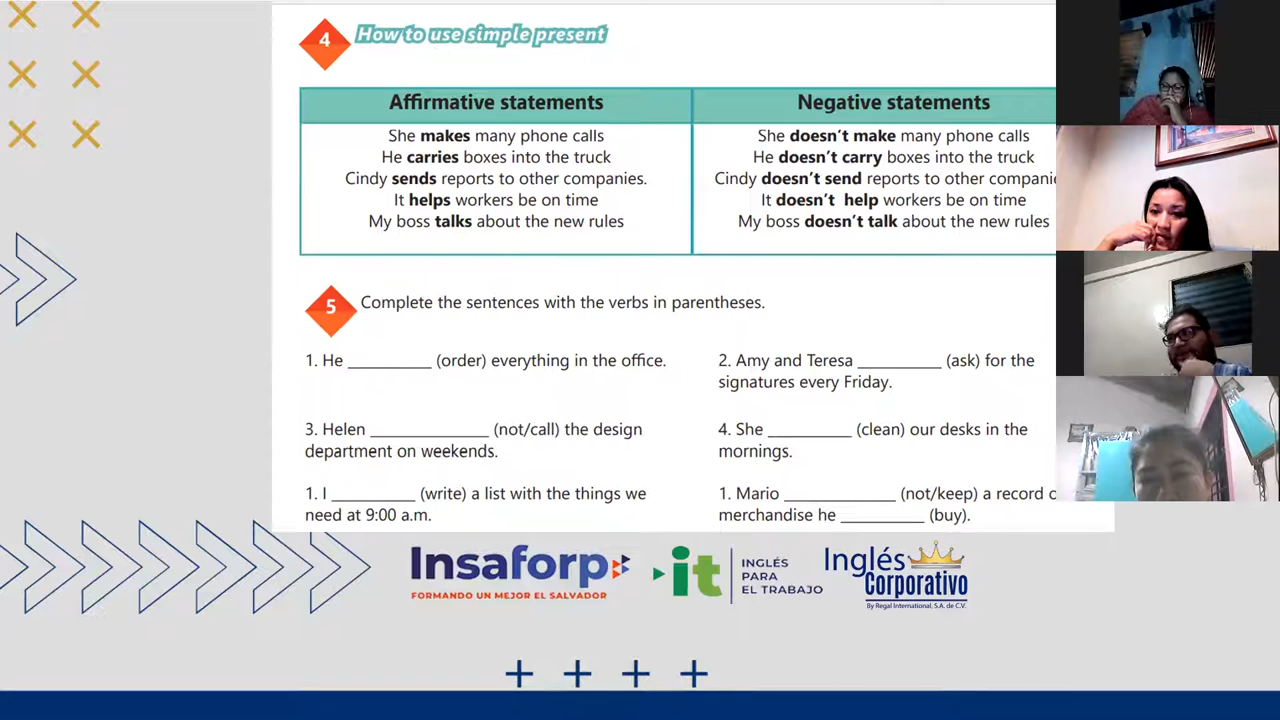 4 How to use simple present
Affirmative statements
She makes many phone calls
He carries boxes into the truck
Cindy sends reports to other companies.
It helps workers be on time
My boss talks about the new rules
Negative statements
She doesn't make many phone calls
He doesn't carry boxes into the truck
Cindy doesn't send reports to other companie
It doesn't help workers be on time
My boss doesn't talk about the new rules
5 Complete the sentences with the verbs in parentheses.
1. He __________ (order) everything in the office.
2. Amy and Teresa __________ (ask) for the
signatures every Friday.
3. Helen ______________ (not/call) the design
department on weekends.
4. She __________ (clean) our desks in the
mornings.
1. I __________ (write) a list with the things we
need at 9:00 a.m.
1. Mario _____________ (not/keep) a record o
merchandise he __________ (buy).
Insaforp
FORMANDO UN MEJOR EL SALVADOR
it
INGLÉS
PARA
EL TRABAJO
Inglés
Corporativo
By Regal International, S.A. de C.V.